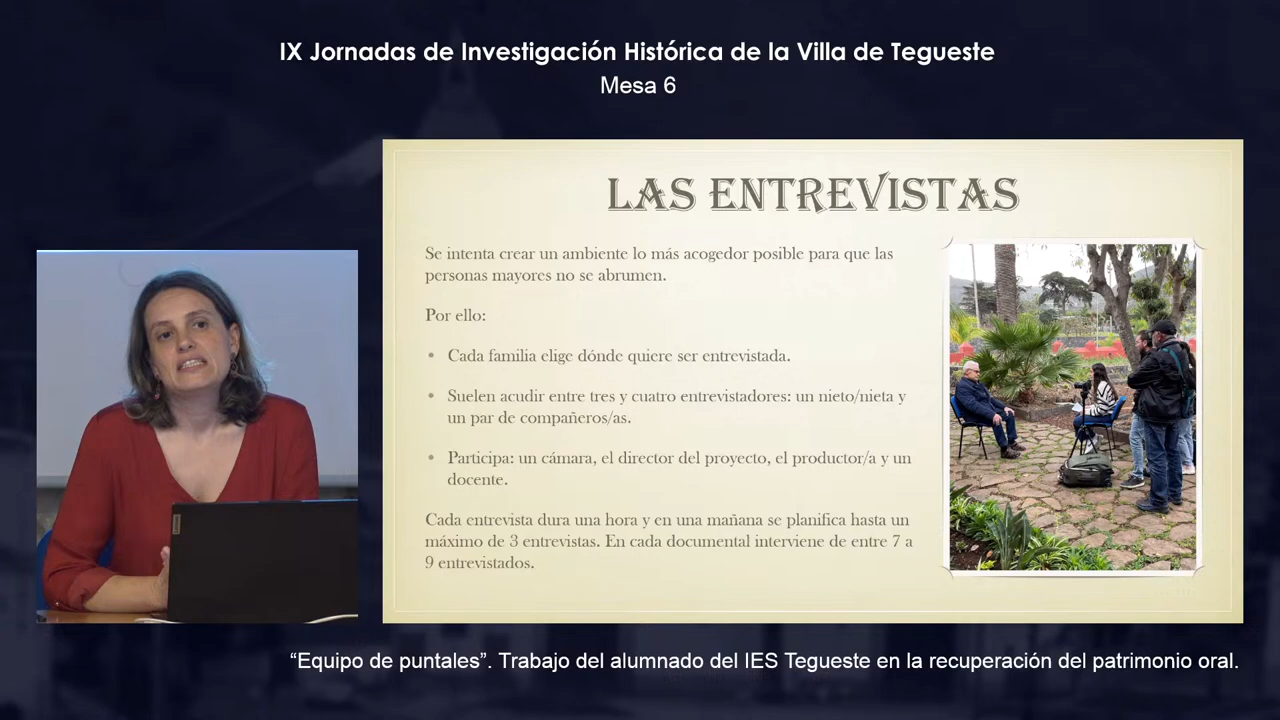 IX Jornadas de Investigación Histórica de la Villa de Tegueste
Mesa 6
LAS ENTREVISTAS
Se intenta crear un ambiente lo más acogedor posible para que las
personas mayores no se abrumen.
Por ello:
• Cada familia elige dónde quiere ser entrevistada.
• Suelen acudir entre tres y cuatro entrevistadores: un nieto/nieta y
un par de compañeros/as.
• Participa: un cámara, el director del proyecto, el productor/a y un
docente.
Cada entrevista dura una hora y en una mañana se planifica hasta un
máximo de 3 entrevistas. En cada documental interviene de entre 7 a
9 entrevistados.
“Equipo de puntales”. Trabajo del alumnado del IES Tegueste en la recuperación del patrimonio oral.